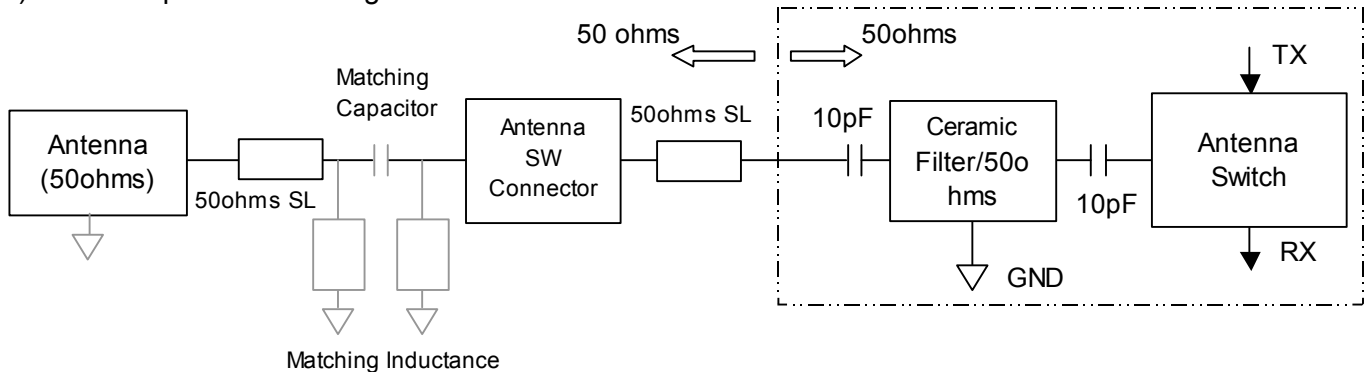 50 ohms
50ohms
TX
Matching
Capacitor
Antenna
(50ohms)
50ohms SL
Antenna
SW
Connector
50ohms SL
10pF
Ceramic
Filter/50o
hms
10pF
Antenna
Switch
RX
GND
Matching Inductance